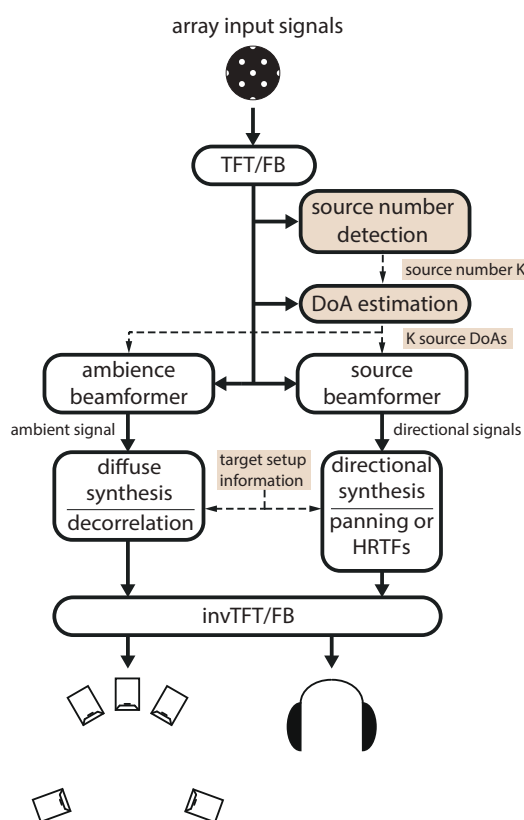 array input signals
TFT/FB
source number
detection
source number K
DoA estimation
K source DoAs
ambience
beamformer
source
beamformer
ambient signal
directional signals
diffuse
synthesis
decorrelation
target setup
information
directional
synthesis
panning or
HRTFs
invTFT/FB